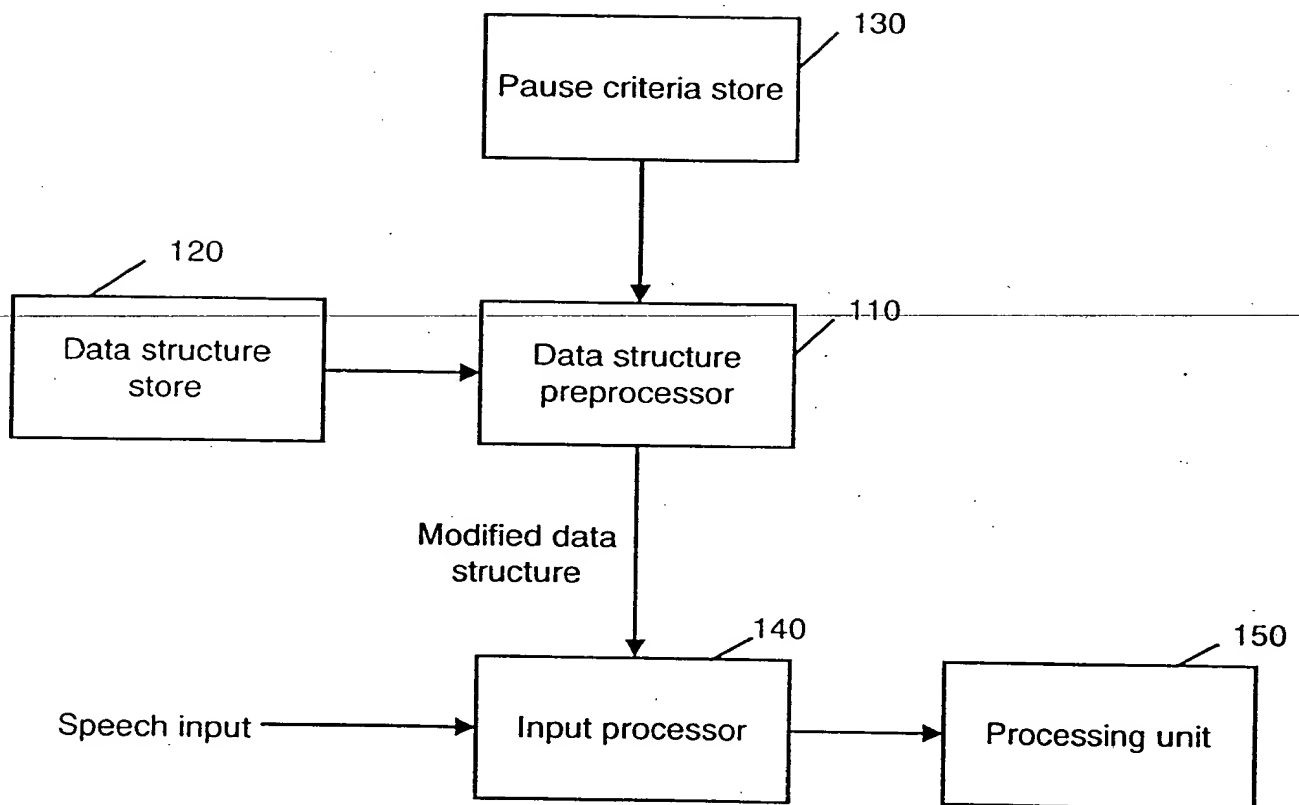 130
Pause criteria store
120
110
Data structure
store
Data structure
preprocessor
Modified data
structure
140
150
Speech input
Input processor
Processing unit